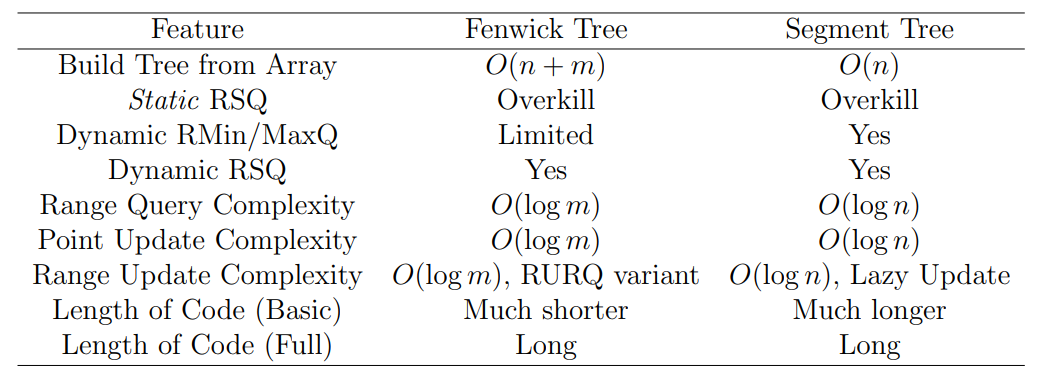 Feature Fenwick Tree Segment Tree
Build Tree from Array O(n + m) O(n)
Static RSQ Overkill Overkill
Dynamic RMin/MaxQ Limited Yes
Dynamic RSQ Yes Yes
Range Query Complexity O(log m) O(log n)
Point Update Complexity O(log m) O(log n)
Range Update Complexity O(log m), RURQ variant O(log n), Lazy Update
Length of Code (Basic) Much shorter Much longer
Length of Code (Full) Long Long